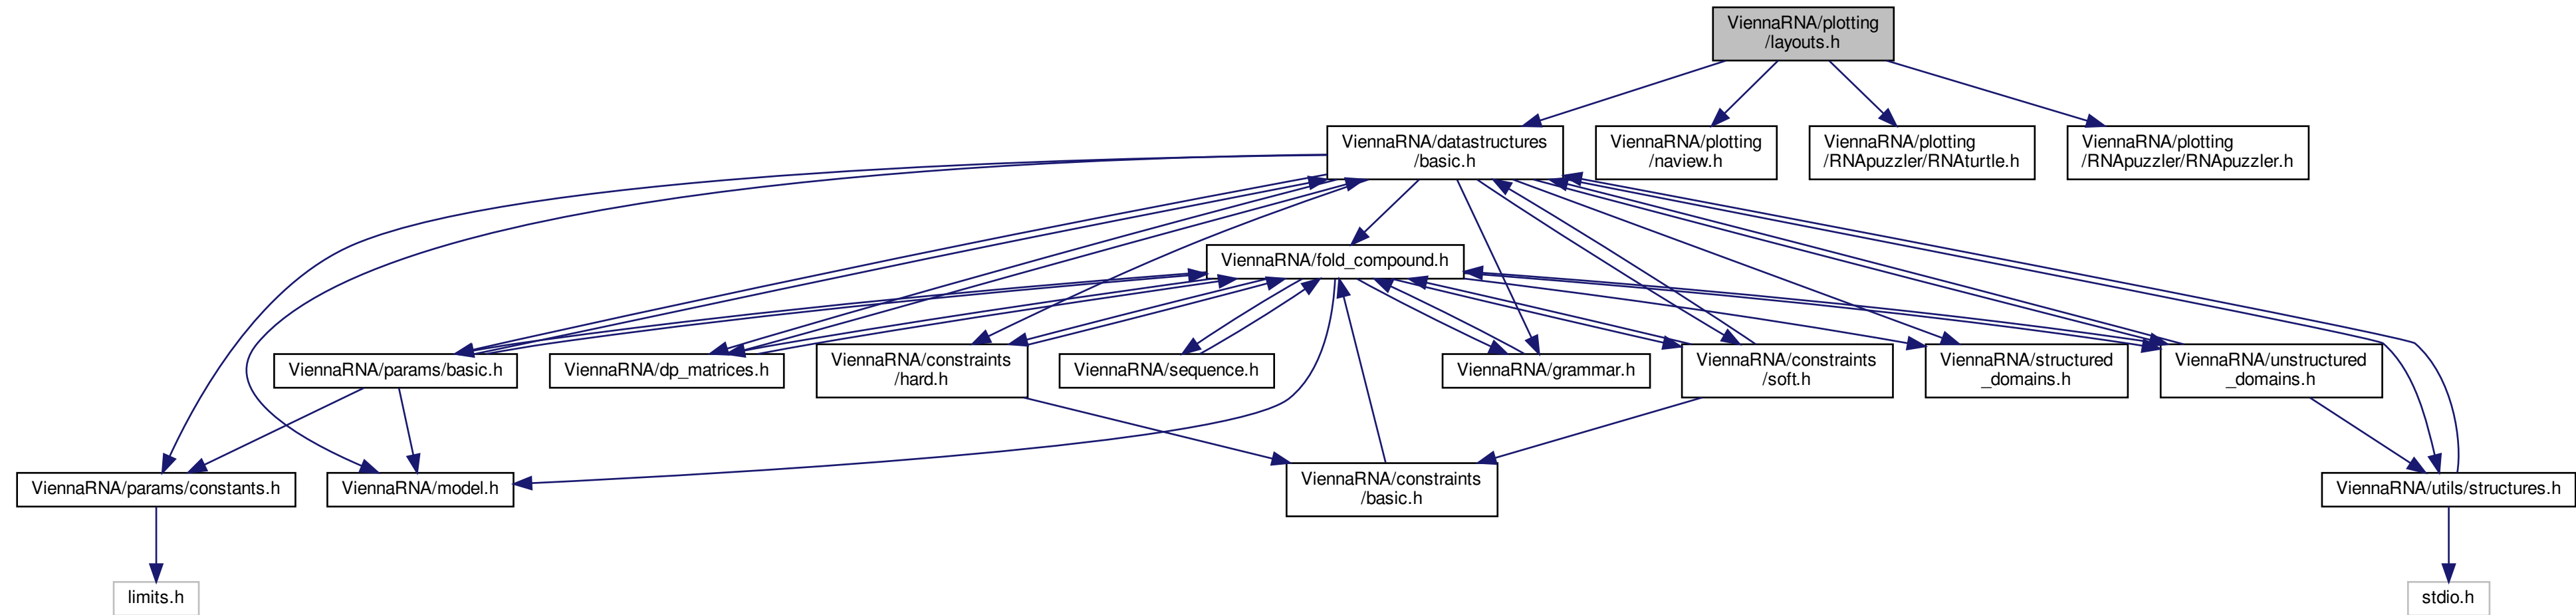 ViennaRNA/plotting
/layouts.h
ViennaRNA/datastructures
/basic.h
ViennaRNA/plotting
/naview.h
ViennaRNA/plotting
/RNApuzzler/RNAturtle.h
ViennaRNA/plotting
/RNApuzzler/RNApuzzler.h
ViennaRNA/fold_compound.h
ViennaRNA/params/basic.h
ViennaRNA/dp_matrices.h
ViennaRNA/constraints
/hard.h
ViennaRNA/sequence.h
ViennaRNA/grammar.h
ViennaRNA/constraints
/soft.h
ViennaRNA/structured
_domains.h
ViennaRNA/unstructured
_domains.h
ViennaRNA/params/constants.h
ViennaRNA/model.h
ViennaRNA/constraints
/basic.h
ViennaRNA/utils/structures.h
limits.h
stdio.h